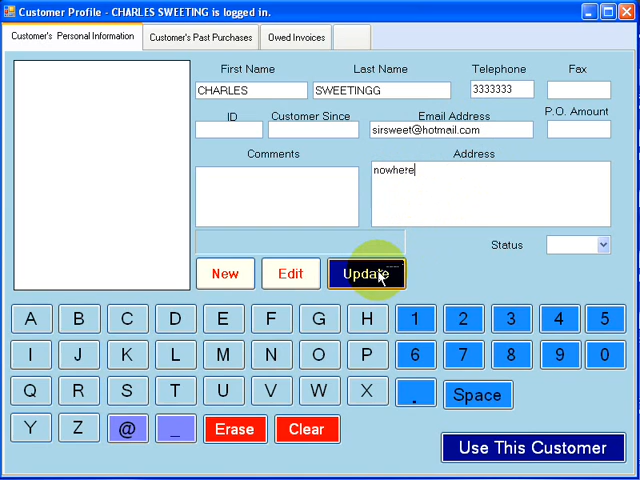 Customer Profile - CHARLES SWEETING is logged in.
Customer's Personal Information
Customer's Past Purchases
Owed Invoices
First Name
Last Name
Telephone
Fax
CHARLES
SWEETINGG
3333333
ID
Customer Since
Email Address
P.O. Amount
sirsweet@hotmail.com
Comments
Address
nowhere
Status
New
Edit
Update
A B C D E F G H 1 2 3 4 5
I J K L M N O P 6 7 8 9 0
Q R S T U V W X . Space
Y Z @ _ Erase Clear
Use This Customer